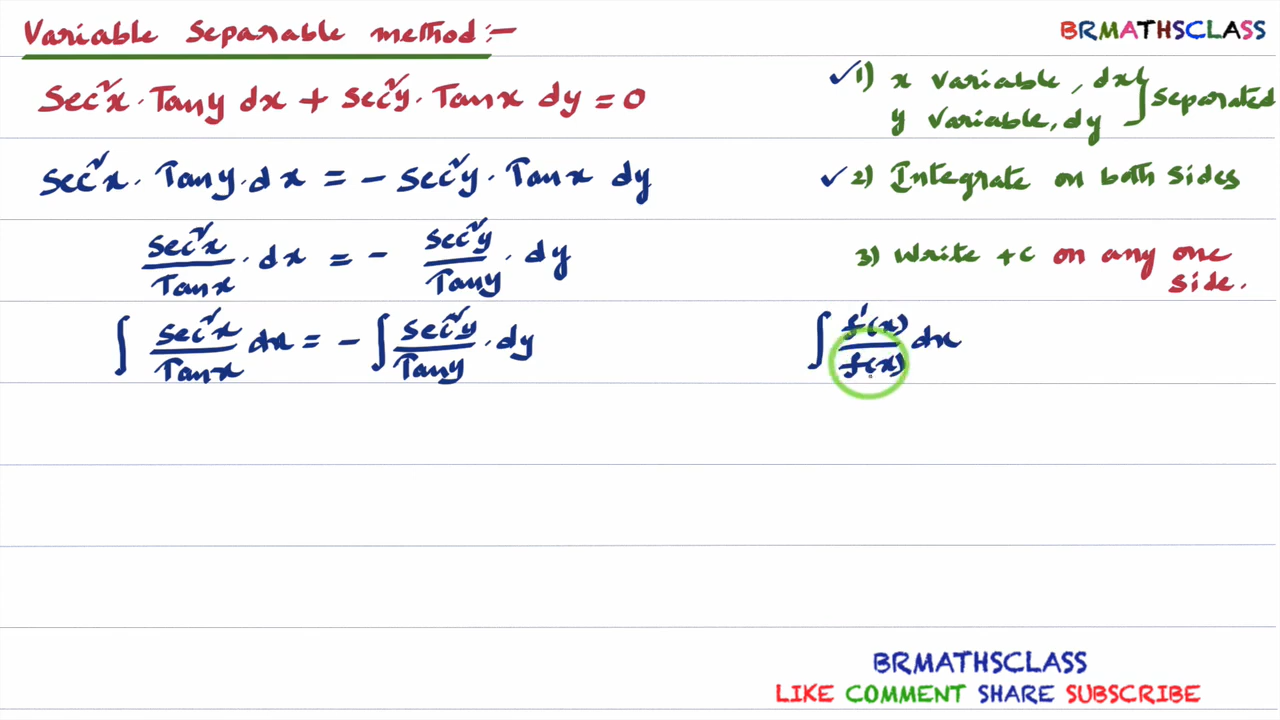 Variable Separable method:-
BRMATHSCLASS
Sec²x · Tany dx + Sec²y · Tanx dy = 0
✓1) x variable, dx } Separated
y variable, dy
Sec²x · Tany · dx = - Sec²y · Tanx dy
✓2) Integrate on both sides
Sec²x/Tanx · dx = - Sec²y/Tany · dy
3) Write +c on any one side.
∫ Sec²x/Tanx dx = - ∫ Sec²y/Tany · dy
∫ f'(x)/f(x) dx
BRMATHSCLASS
LIKE COMMENT SHARE SUBSCRIBE